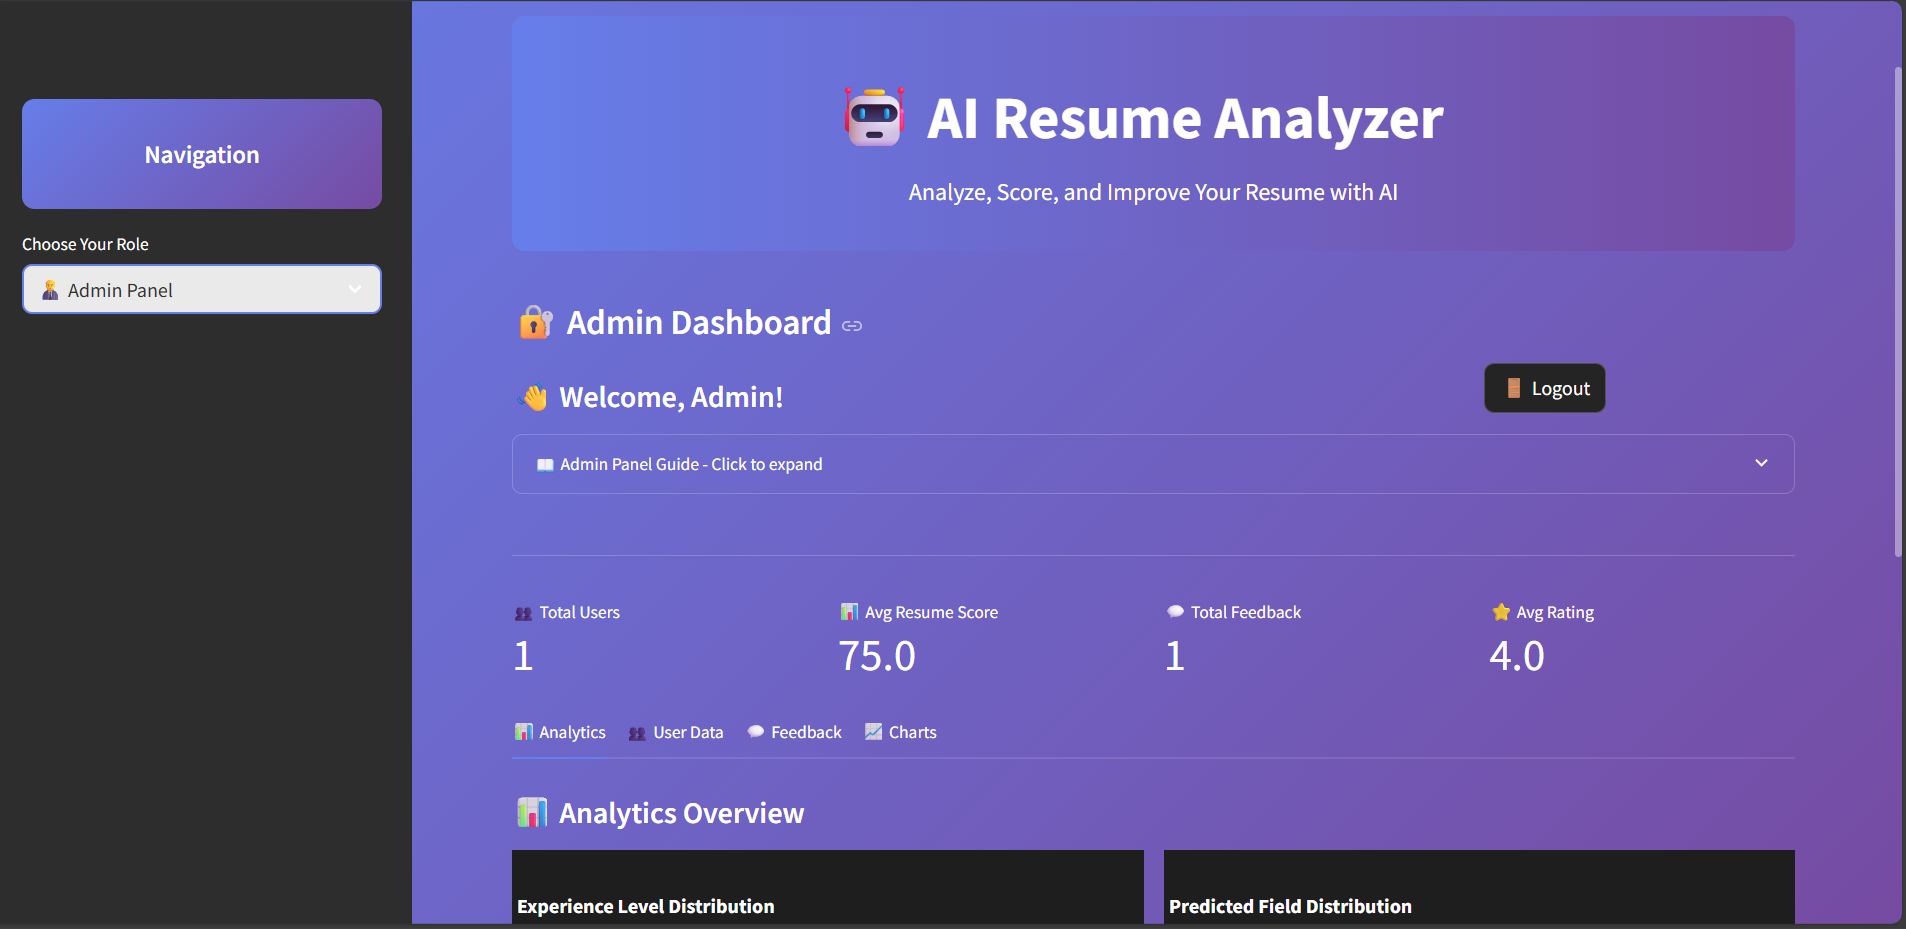 Navigation
Choose Your Role
Admin Panel
AI Resume Analyzer
Analyze, Score, and Improve Your Resume with AI
Admin Dashboard
Welcome, Admin!
Logout
Admin Panel Guide - Click to expand
Total Users
1
Avg Resume Score
75.0
Total Feedback
1
Avg Rating
4.0
Analytics User Data Feedback Charts
Analytics Overview
Experience Level Distribution
Predicted Field Distribution